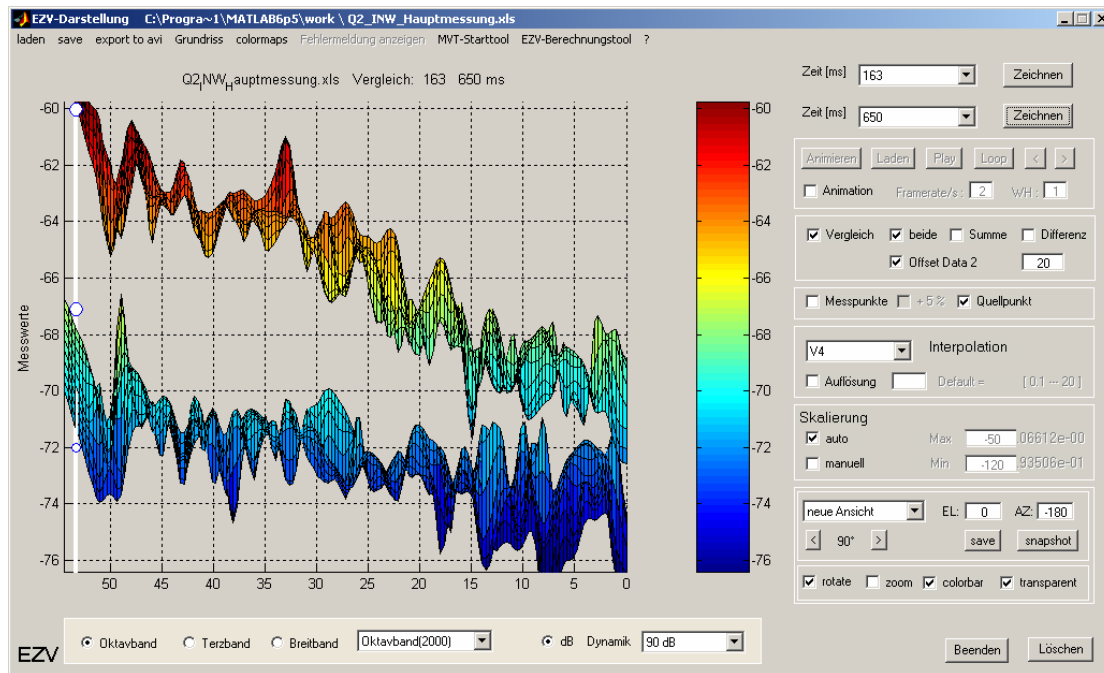 EZV-Darstellung C:\Progra~1\MATLAB6p5\work \ Q2_INW_Hauptmessung.xls
laden save export to avi Grundriss colormaps Fehlermeldung anzeigen MVT-Starttool EZV-Berechnungstool ?
Q2INWHauptmessung.xls Vergleich: 163 650 ms
Messwerte
-60
-62
-64
-66
-68
-70
-72
-74
-76
50 45 40 35 30 25 20 15 10 5 0
-60
-62
-64
-66
-68
-70
-72
-74
-76
Zeit [ms] 163 Zeichnen
Zeit [ms] 650 Zeichnen
Animieren Laden Play Loop < >
Animation Framerate/s : 2 WH : 1
Vergleich beide Summe Differenz
Offset Data 2 20
Messpunkte + 5 % Quellpunkt
V4 Interpolation
Auflösung Default = [ 0.1 --- 20 ]
Skalierung
auto Max -50 .06612e-00
manuell Min -120 .93506e-01
neue Ansicht EL: 0 AZ: -180
< 90° > save snapshot
rotate zoom colorbar transparent
EZV Oktavband Terzband Breitband Oktavband(2000) dB Dynamik 90 dB
Beenden Löschen